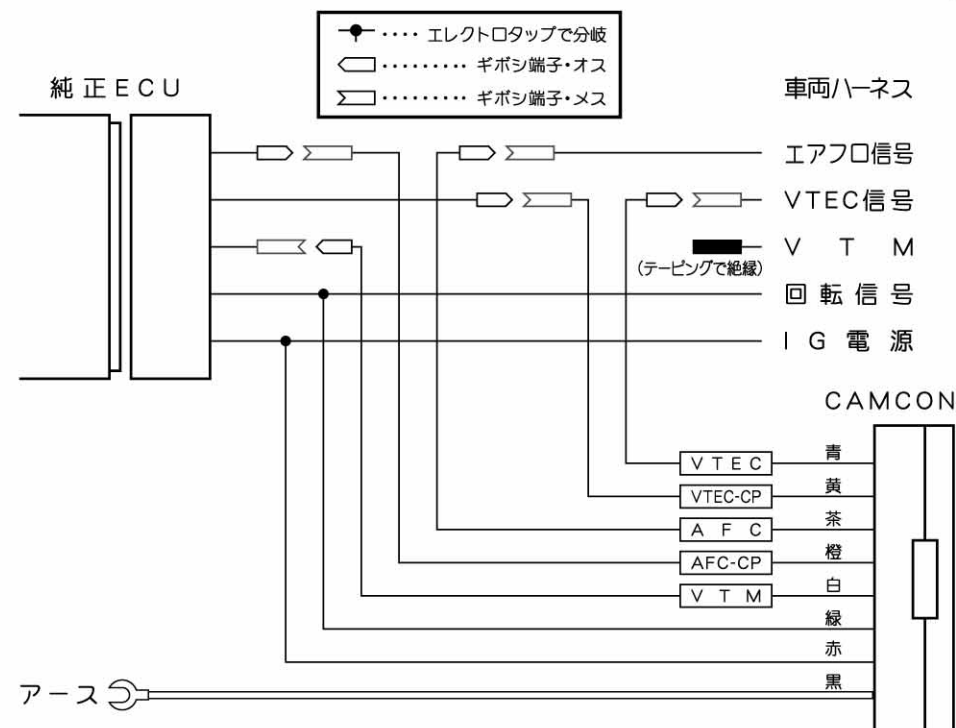 ････ エレクトロタップで分岐
･････････ ギボシ端子・オス
･････････ ギボシ端子・メス
純正ECU
車両ハーネス
エアフロ信号
VTEC信号
VTM
(テーピングで絶縁)
回転信号
IG電源
CAMCON
VTEC 青
VTEC-CP 黄
AFC 茶
AFC-CP 橙
VTM 白
緑
赤
アース 黒